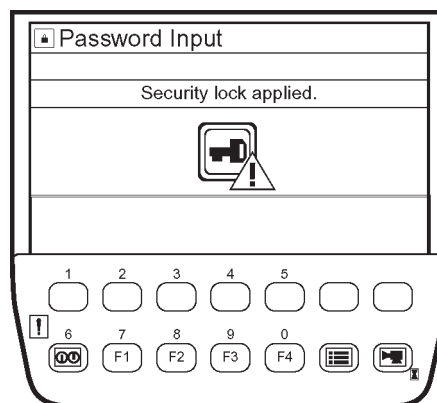 Password Input
Security lock applied.
1 2 3 4 5
6 7 8 9 0
F1 F2 F3 F4